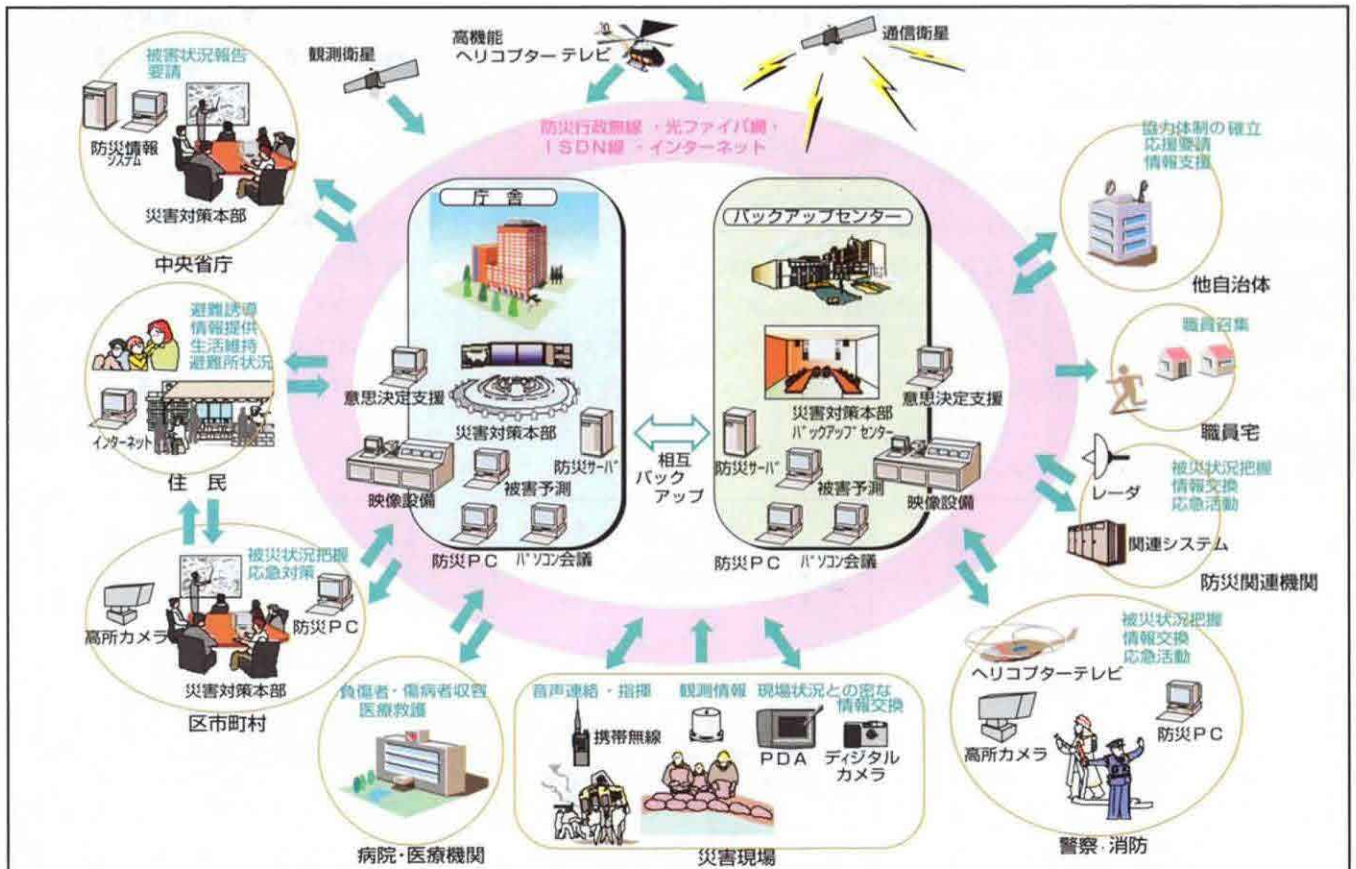 被害状況報告
要請
防災情報
システム
災害対策本部
中央省庁
観測衛星
高機能
ヘリコプターテレビ
通信衛星
防災行政無線・光ファイバ網・
ISDN線・インターネット
庁舎
意思決定支援
災害対策本部
防災サーバ
映像設備
被害予測
防災PC
パソコン会議
相互
バック
アップ
バックアップセンター
災害対策本部
バックアップセンター
意思決定支援
防災サーバ
被害予測
映像設備
防災PC
パソコン会議
協力体制の確立
応援要請
情報支援
他自治体
職員召集
職員宅
レーダ
被災状況把握
情報交換
応急活動
関連システム
防災関連機関
避難誘導
情報提供
生活維持
避難所状況
インターネット
住民
被災状況把握
応急対策
高所カメラ
防災PC
災害対策本部
区市町村
負傷者・傷病者収容
医療救護
病院・医療機関
音声連絡・指揮
携帯無線
観測情報
現場状況との密な
情報交換
PDA
ディジタル
カメラ
災害現場
被災状況把握
情報交換
応急活動
ヘリコプターテレビ
高所カメラ
防災PC
警察・消防